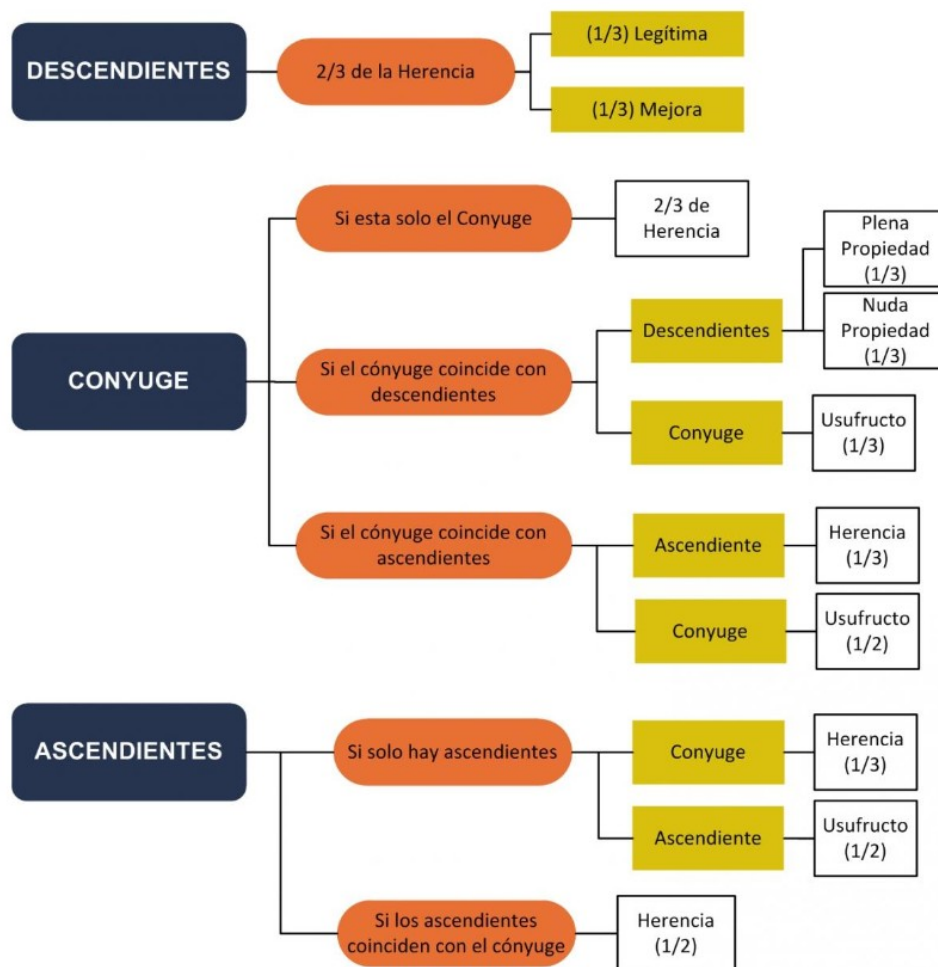 DESCENDIENTES
2/3 de la Herencia
(1/3) Legítima
(1/3) Mejora
CONYUGE
Si esta solo el Conyuge
2/3 de
Herencia
Si el cónyuge coincide con
descendientes
Descendientes
Plena
Propiedad
(1/3)
Nuda
Propiedad
(1/3)
Conyuge
Usufructo
(1/3)
Si el cónyuge coincide con
ascendientes
Ascendiente
Herencia
(1/3)
Conyuge
Usufructo
(1/2)
ASCENDIENTES
Si solo hay ascendientes
Conyuge
Herencia
(1/3)
Ascendiente
Usufructo
(1/2)
Si los ascendientes
coinciden con el cónyuge
Herencia
(1/2)